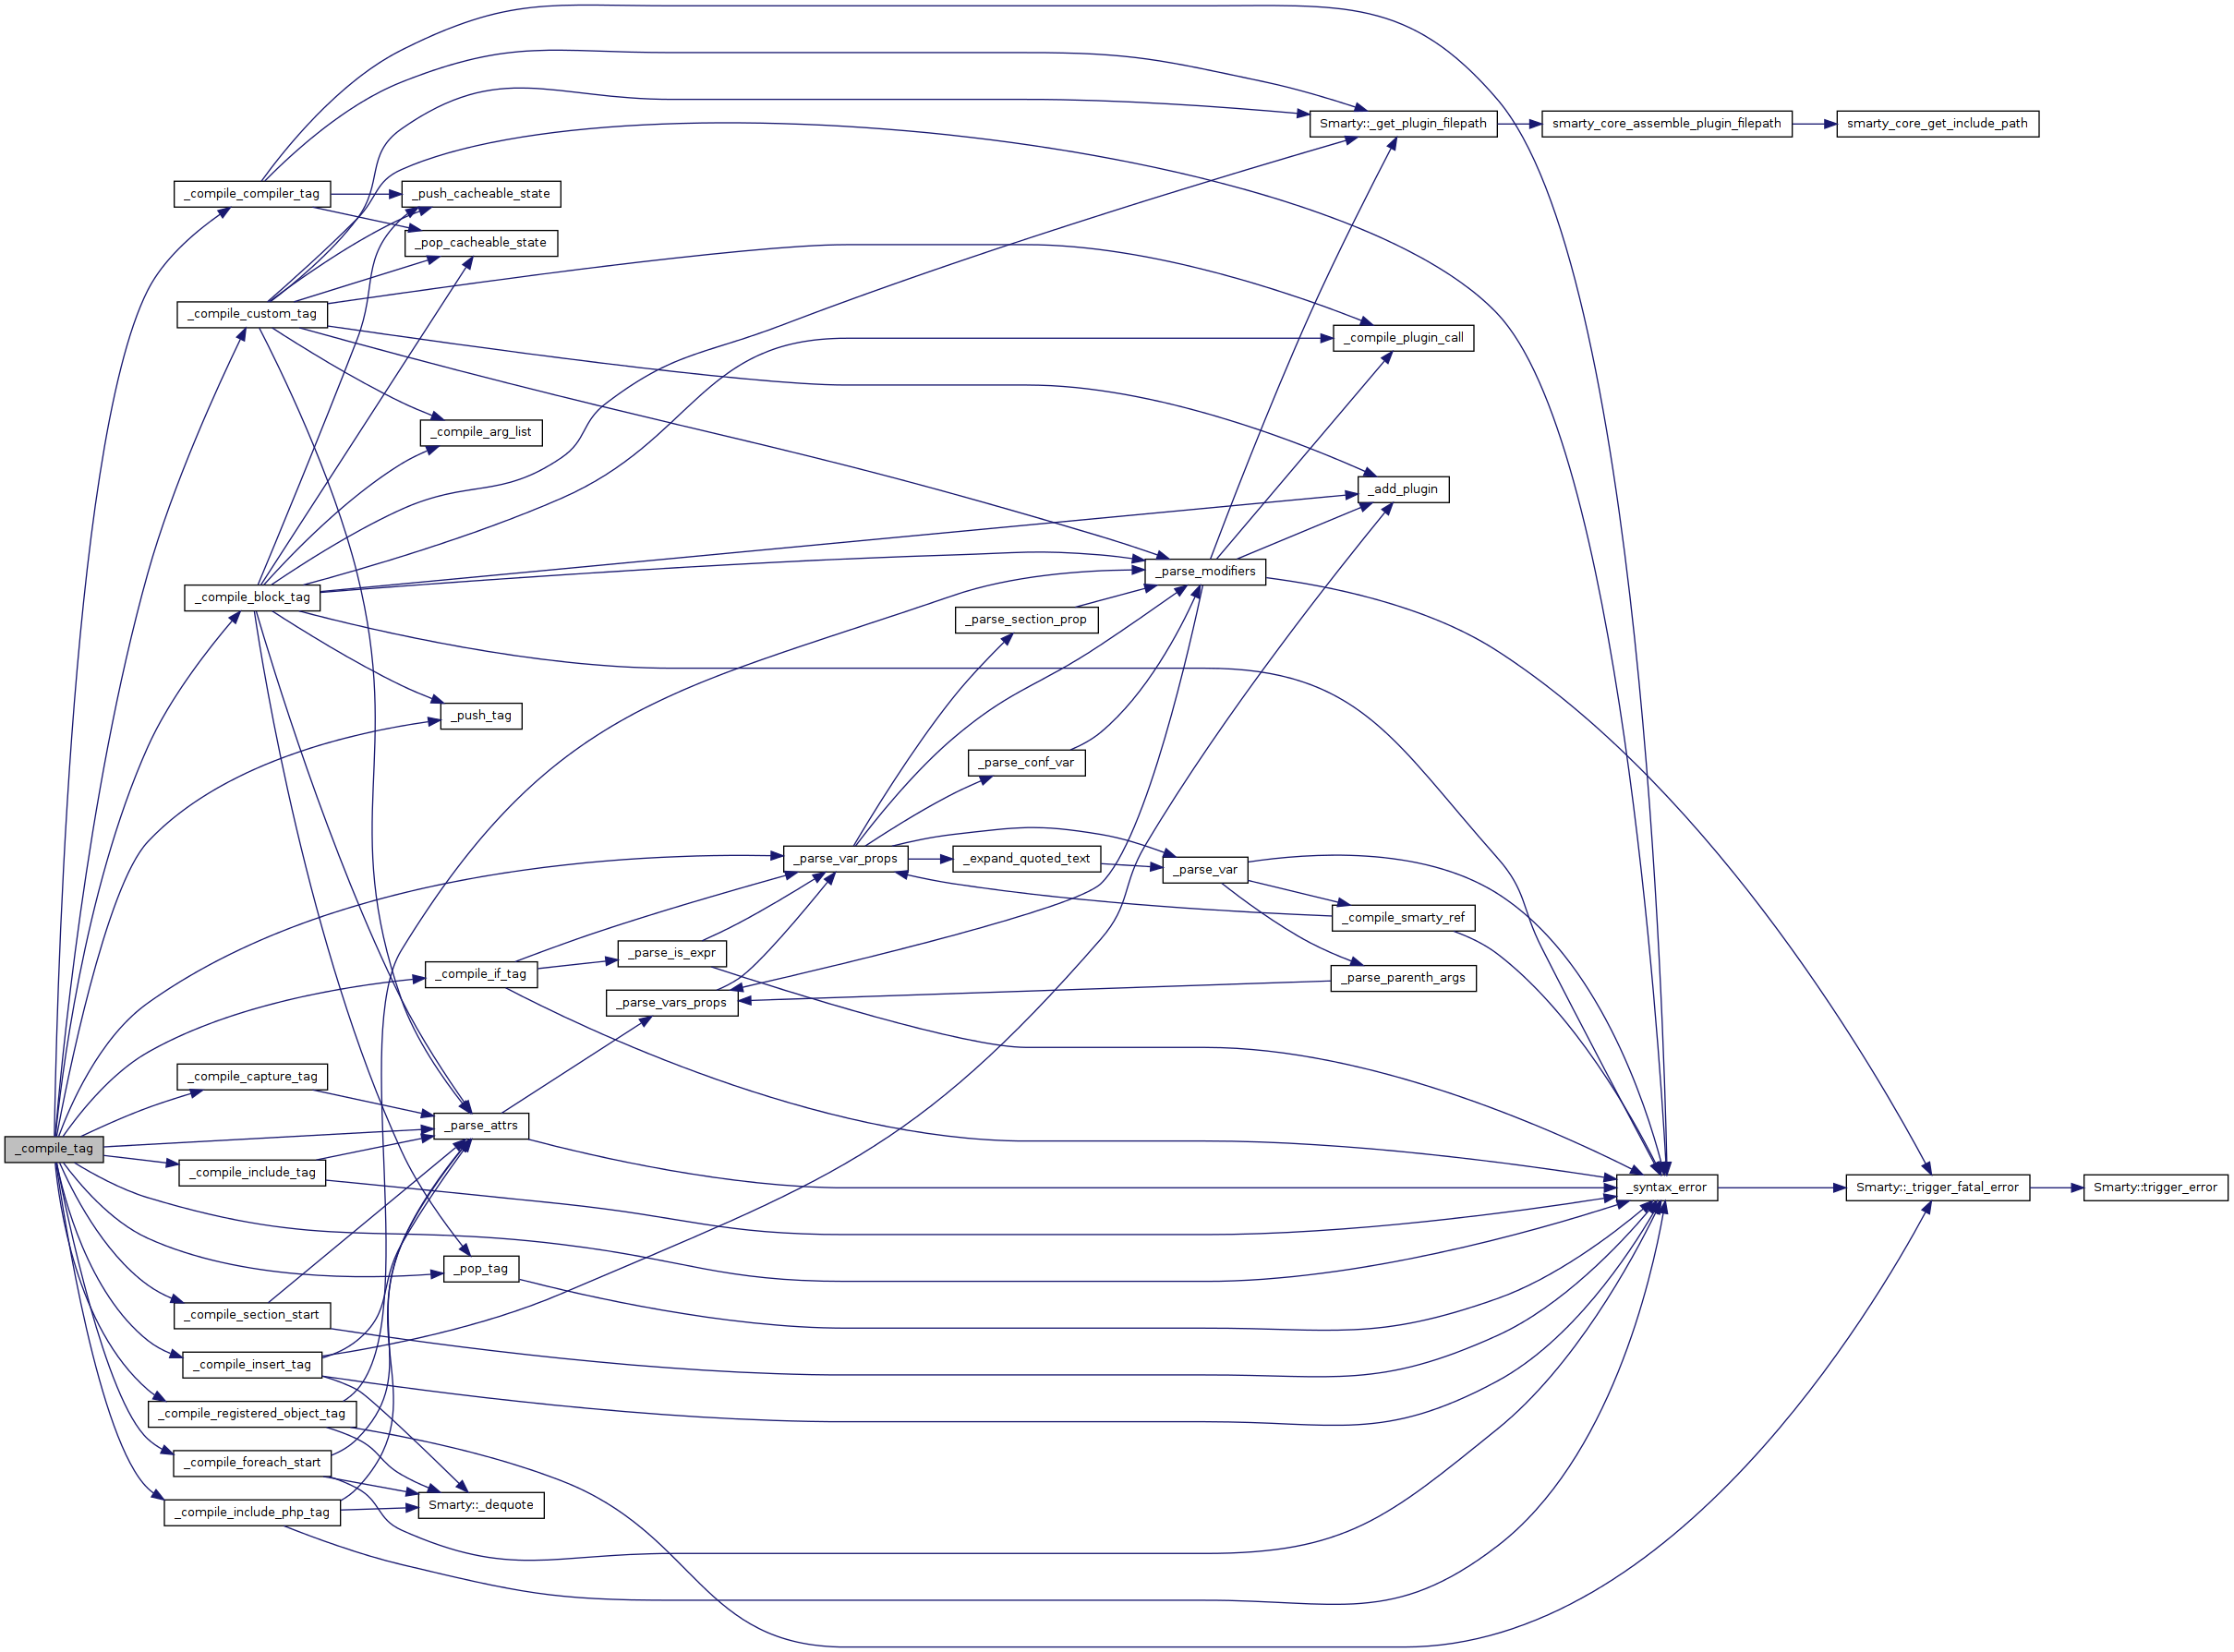 Smarty::_get_plugin_filepath
smarty_core_assemble_plugin_filepath
smarty_core_get_include_path
_compile_compiler_tag
_push_cacheable_state
_pop_cacheable_state
_compile_custom_tag
_compile_plugin_call
_compile_arg_list
_add_plugin
_parse_modifiers
_compile_block_tag
_parse_section_prop
_push_tag
_parse_conf_var
_parse_var_props
_expand_quoted_text
_parse_var
_compile_smarty_ref
_parse_is_expr
_compile_if_tag
_parse_parenth_args
_parse_vars_props
_compile_capture_tag
_parse_attrs
_compile_tag
_compile_include_tag
_syntax_error
Smarty::_trigger_fatal_error
Smarty::trigger_error
_pop_tag
_compile_section_start
_compile_insert_tag
_compile_registered_object_tag
_compile_foreach_start
Smarty::_dequote
_compile_include_php_tag